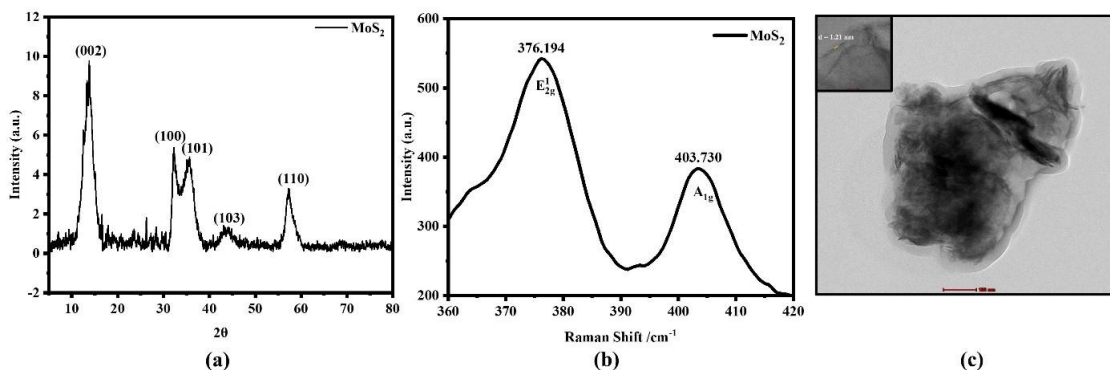 12
10
8
6
4
2
0
-2
Intensity (a.u.)
MoS₂
(002)
(100)
(101)
(103)
(110)
10 20 30 40 50 60 70 80
2θ
(a)
600
500
400
300
200
Intensity (a.u.)
MoS₂
376.194
E¹₂g
403.730
A₁g
360 370 380 390 400 410 420
Raman Shift /cm⁻¹
(b)
d ~ 1.21 nm
(c)